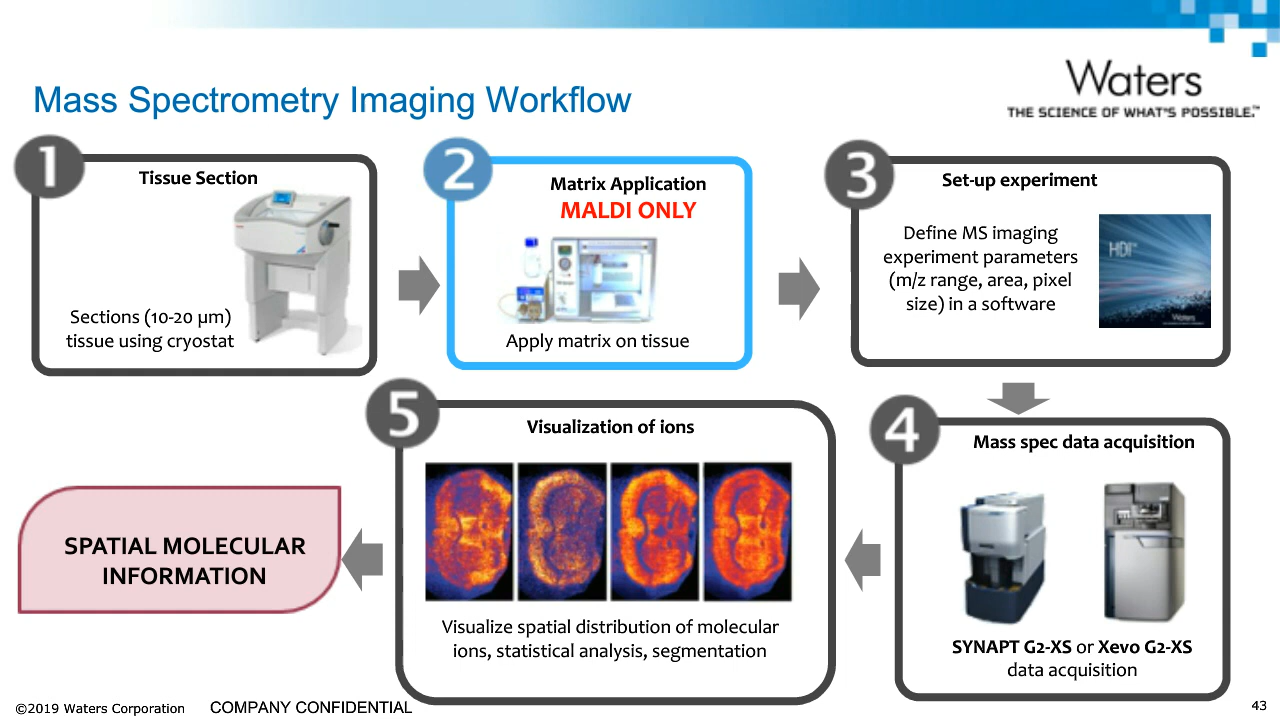 Mass Spectrometry Imaging Workflow
Waters
THE SCIENCE OF WHAT'S POSSIBLE.™
1
Tissue Section
Sections (10-20 µm)
tissue using cryostat
2
Matrix Application
MALDI ONLY
Apply matrix on tissue
3
Set-up experiment
Define MS imaging
experiment parameters
(m/z range, area, pixel
size) in a software
HDI™
Waters
4
Mass spec data acquisition
SYNAPT G2-XS or Xevo G2-XS
data acquisition
5
Visualization of ions
Visualize spatial distribution of molecular
ions, statistical analysis, segmentation
SPATIAL MOLECULAR
INFORMATION
©2019 Waters Corporation
COMPANY CONFIDENTIAL
43